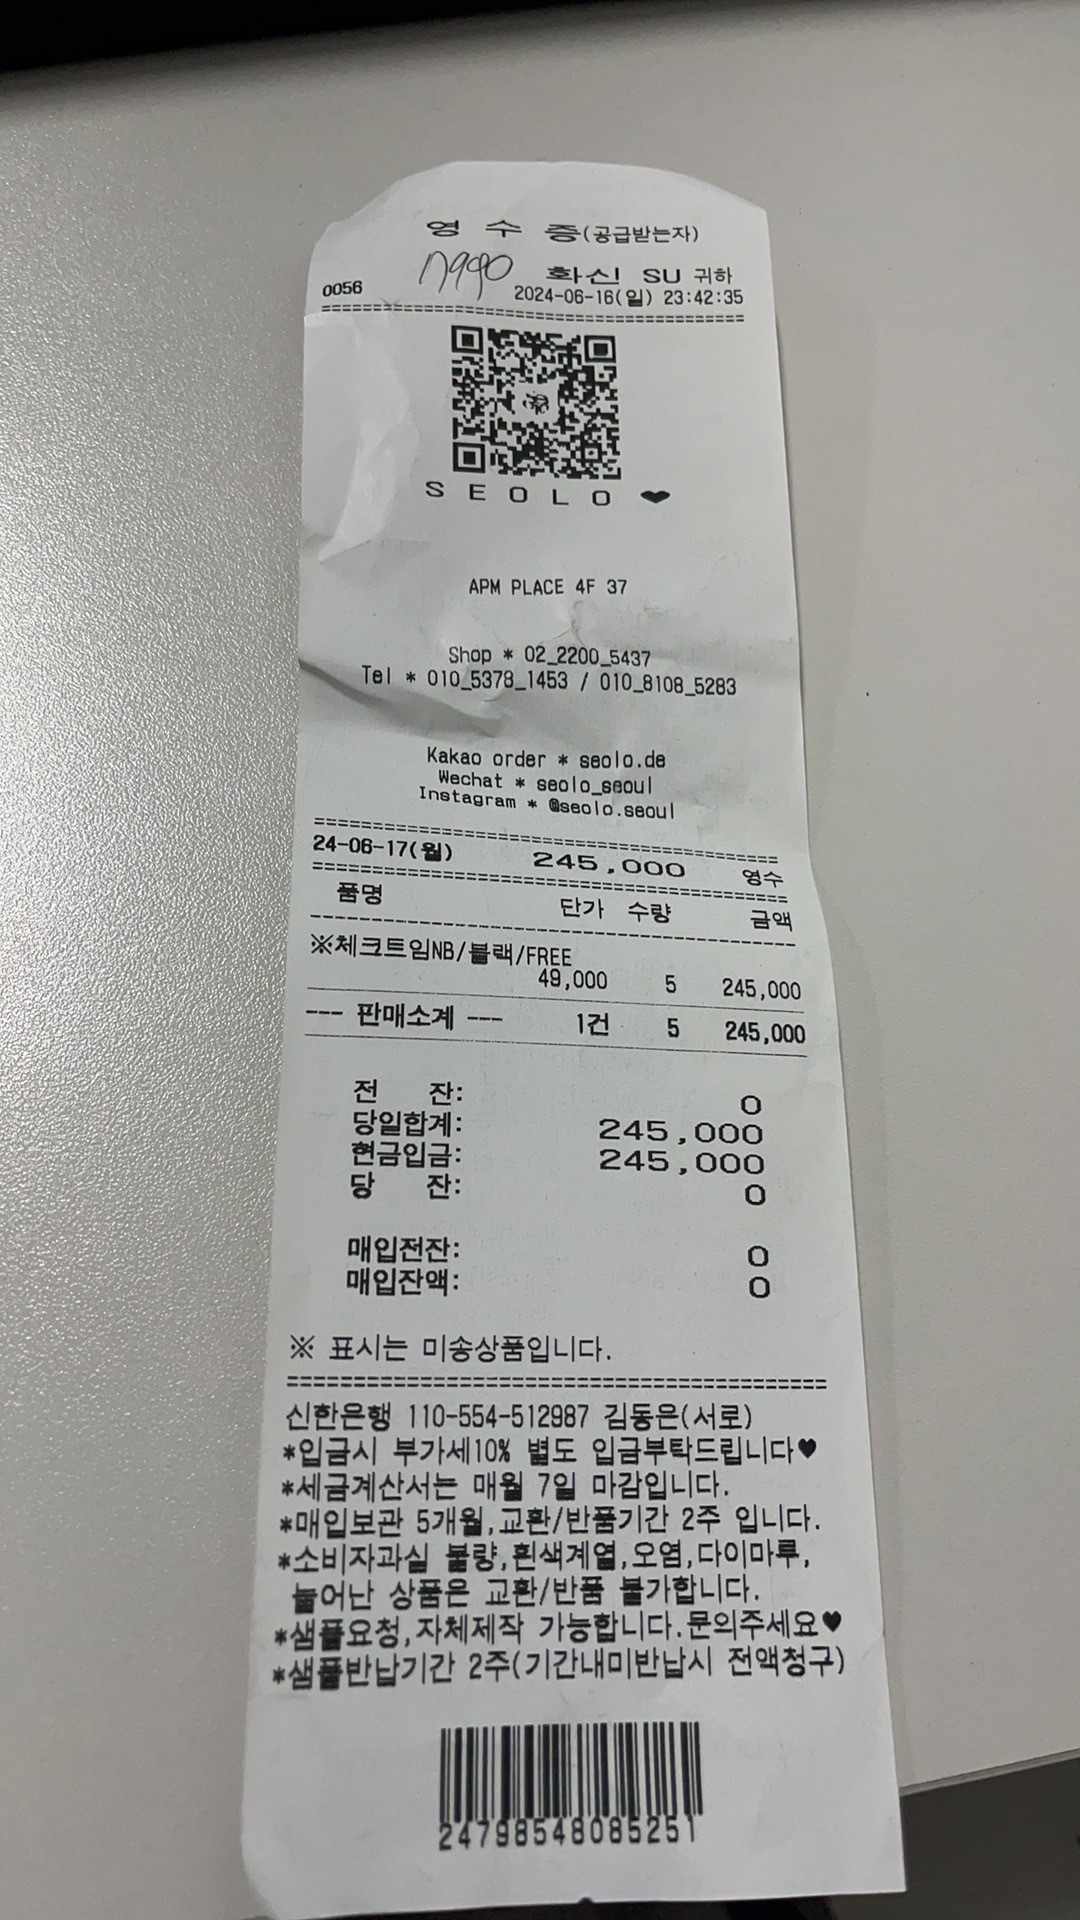 영 수 증(공급받는자)
화신 SU 귀하
0056 2024-06-16(일) 23:42:35
SEOLO ♥
APM PLACE 4F 37
Shop * 02_2200_5437
Tel * 010_5378_1453 / 010_8108_5283
Kakao order * seolo.de
Wechat * seolo_seoul
Instagram * @seolo.seoul
24-06-17(월) 245,000 영수
품명 단가 수량 금액
※체크트임NB/블랙/FREE
49,000 5 245,000
--- 판매소계 --- 1건 5 245,000
전 잔: 0
당일합계: 245,000
현금입금: 245,000
당 잔: 0
매입전잔: 0
매입잔액: 0
※ 표시는 미송상품입니다.
신한은행 110-554-512987 김동은(서로)
*입금시 부가세10% 별도 입금부탁드립니다♥
*세금계산서는 매월 7일 마감입니다.
*매입보관 5개월,교환/반품기간 2주 입니다.
*소비자과실 불량,흰색계열,오염,다이마루,
늘어난 상품은 교환/반품 불가합니다.
*샘플요청,자체제작 가능합니다.문의주세요♥
*샘플반납기간 2주(기간내미반납시 전액청구)
24798548085251